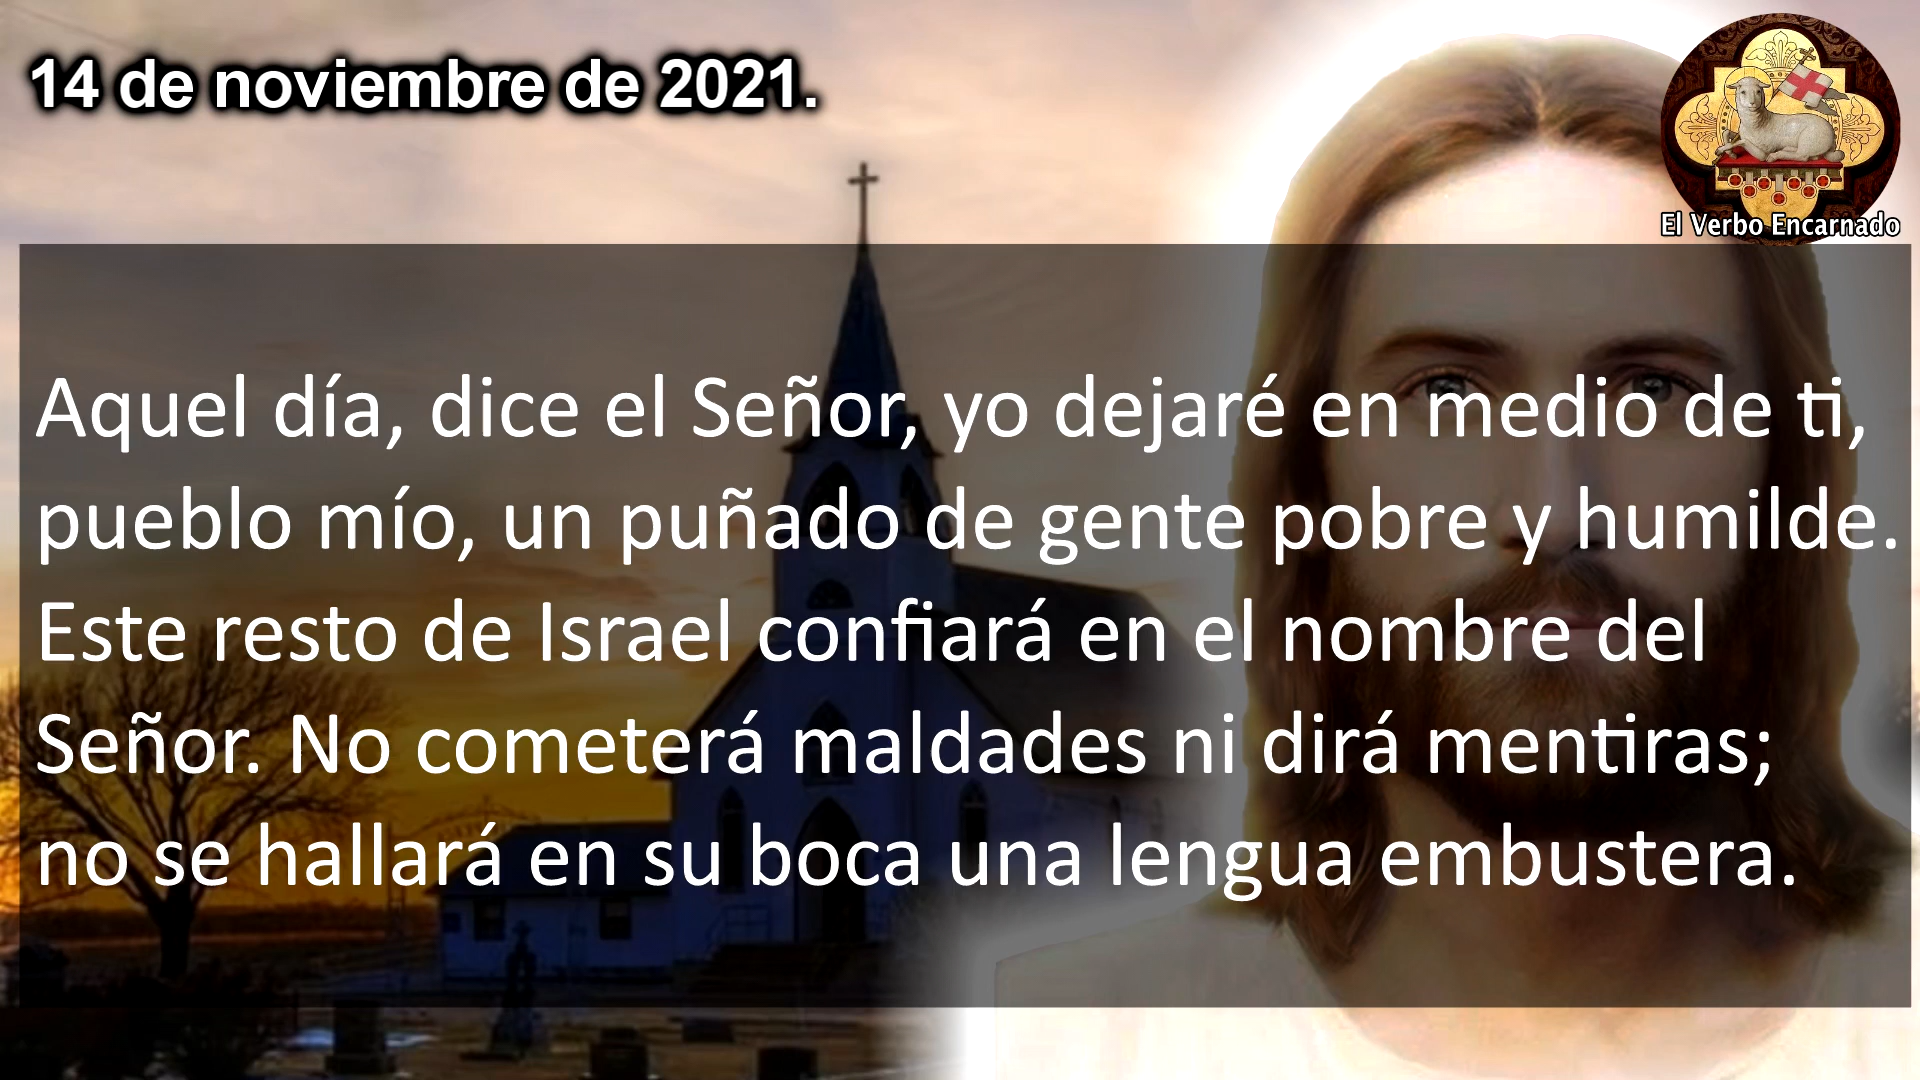 14 de noviembre de 2021.
El Verbo Encarnado
Aquel día, dice el Señor, yo dejaré en medio de ti,
pueblo mío, un puñado de gente pobre y humilde.
Este resto de Israel confiará en el nombre del
Señor. No cometerá maldades ni dirá mentiras;
no se hallará en su boca una lengua embustera.